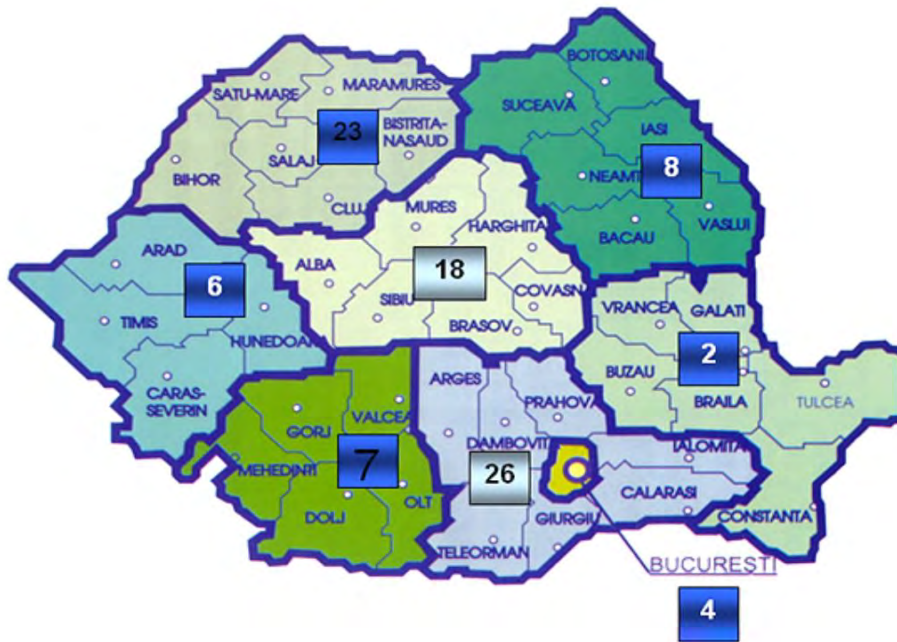 BOTOSANI
SATU-MARE
MARAMURES
SUCEAVA
23
BISTRITA-
NASAUD
IASI
SALAJ
8
BIHOR
NEAMT
CLUJ
MURES
VASLUI
HARGHITA
BACAU
ARAD
ALBA
18
6
COVASN
SIBIU
VRANCEA
GALATI
TIMIS
BRASOV
HUNEDOARA
2
BUZAU
ARGES
CARAS-
SEVERIN
PRAHOVA
BRAILA
TULCEA
VALCEA
GORJ
DAMBOVIT
IALOMITA
7
MEHEDINTI
26
CALARASI
OLT
DOLJ
GIURGIU
CONSTANTA
TELEORMAN
BUCURESTI
4